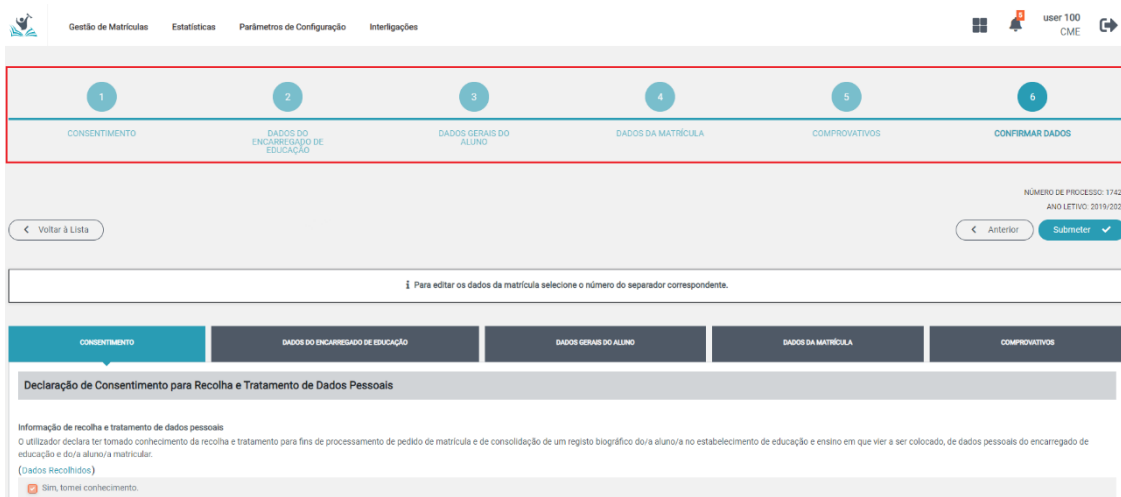 Gestão de Matrículas Estatísticas Parâmetros de Configuração Interligações
5
user 100
CME
1 2 3 4 5 6
CONSENTIMENTO
DADOS DO
ENCARREGADO DE
EDUCAÇÃO
DADOS GERAIS DO
ALUNO
DADOS DA MATRÍCULA
COMPROVATIVOS
CONFIRMAR DADOS
NÚMERO DE PROCESSO: 1742
ANO LETIVO: 2019/202
Voltar à Lista
Anterior
Submeter
Para editar os dados da matrícula selecione o número do separador correspondente.
CONSENTIMENTO DADOS DO ENCARREGADO DE EDUCAÇÃO DADOS GERAIS DO ALUNO DADOS DA MATRÍCULA COMPROVATIVOS
Declaração de Consentimento para Recolha e Tratamento de Dados Pessoais
Informação de recolha e tratamento de dados pessoais
O utilizador declara ter tomado conhecimento da recolha e tratamento para fins de processamento de pedido de matrícula e de consolidação de um registo biográfico do/a aluno/a no estabelecimento de educação e ensino em que vier a ser colocado, de dados pessoais do encarregado de
educação e do/a aluno/a matricular.
(Dados Recolhidos)
Sim, tomei conhecimento.